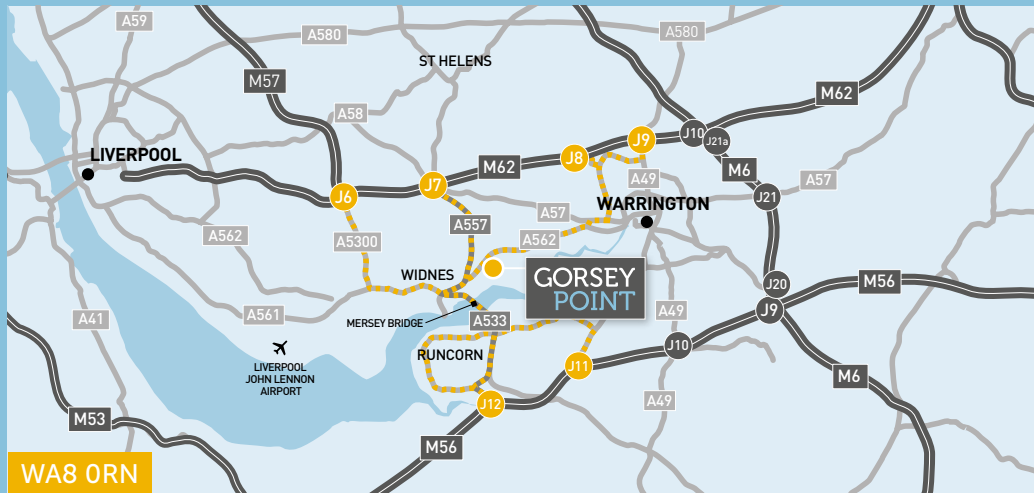 A59
A580
A580
ST HELENS
M57
M62
A58
J10
J9
J21a
J8
LIVERPOOL
M62
M6
J7
A49
A57
J6
J21
WARRINGTON
A57
A557
A562
A5300
A562
WIDNES
GORSEY
POINT
J20
M56
A561
A41
MERSEY BRIDGE
A533
A49
J9
RUNCORN
J10
LIVERPOOL
JOHN LENNON
AIRPORT
J11
M6
J12
A49
M53
M56
WA8 0RN